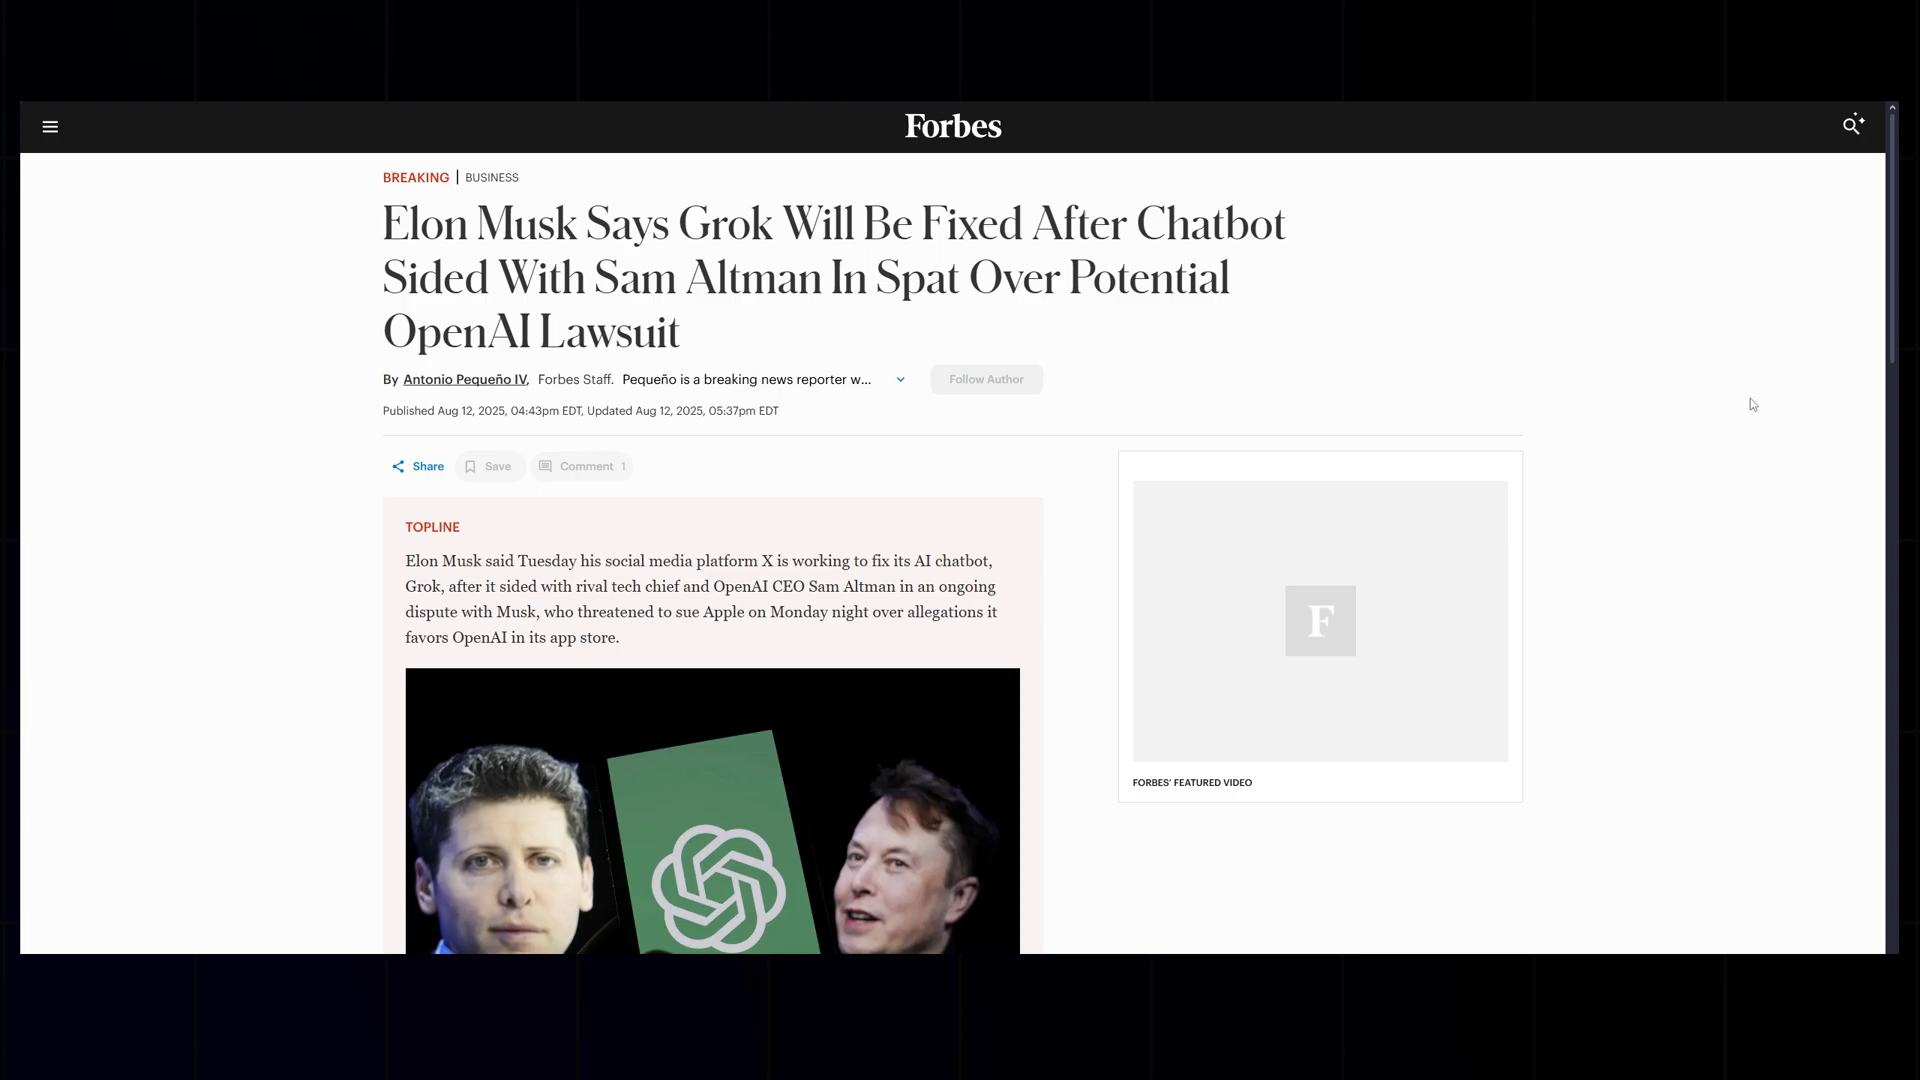 Forbes
BREAKING | BUSINESS
Elon Musk Says Grok Will Be Fixed After Chatbot
Sided With Sam Altman In Spat Over Potential
OpenAI Lawsuit
By Antonio Pequeño IV, Forbes Staff. Pequeño is a breaking news reporter w...
Follow Author
Published Aug 12, 2025, 04:43pm EDT, Updated Aug 12, 2025, 05:37pm EDT
Share
Save
Comment 1
TOPLINE
Elon Musk said Tuesday his social media platform X is working to fix its AI chatbot,
Grok, after it sided with rival tech chief and OpenAI CEO Sam Altman in an ongoing
dispute with Musk, who threatened to sue Apple on Monday night over allegations it
favors OpenAI in its app store.
F
FORBES' FEATURED VIDEO